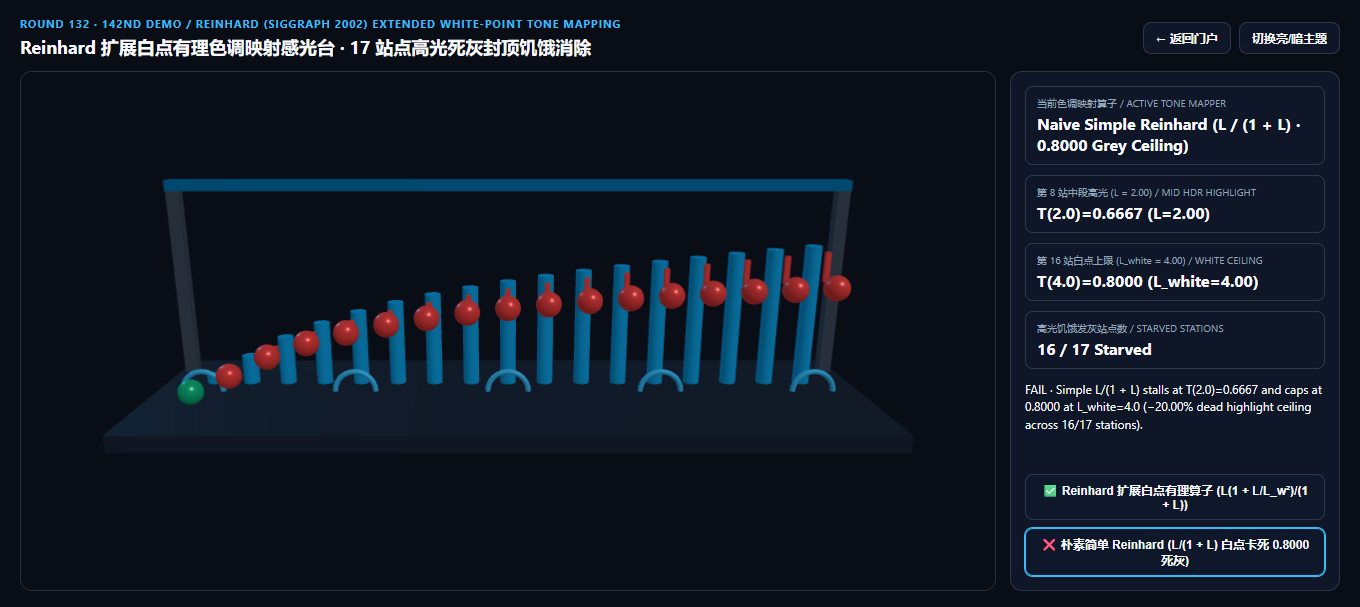 ROUND 132 · 142ND DEMO / REINHARD (SIGGRAPH 2002) EXTENDED WHITE-POINT TONE MAPPING
Reinhard 扩展白点有理色调映射感光台 · 17 站点高光死灰封顶饥饿消除
← 返回门户
切换亮/暗主题
当前色调映射算子 / ACTIVE TONE MAPPER
Naive Simple Reinhard (L / (1 + L) ·
0.8000 Grey Ceiling)
第 8 站中段高光 (L = 2.00) / MID HDR HIGHLIGHT
T(2.0)=0.6667 (L=2.00)
第 16 站白点上限 (L_white = 4.00) / WHITE CEILING
T(4.0)=0.8000 (L_white=4.00)
高光饥饿发灰站点数 / STARVED STATIONS
16 / 17 Starved
FAIL · Simple L/(1 + L) stalls at T(2.0)=0.6667 and caps at
0.8000 at L_white=4.0 (−20.00% dead highlight ceiling
across 16/17 stations).
✅ Reinhard 扩展白点有理算子 (L(1 + L/L_w²)/(1
+ L))
❌ 朴素简单 Reinhard (L/(1 + L) 白点卡死 0.8000
死灰)